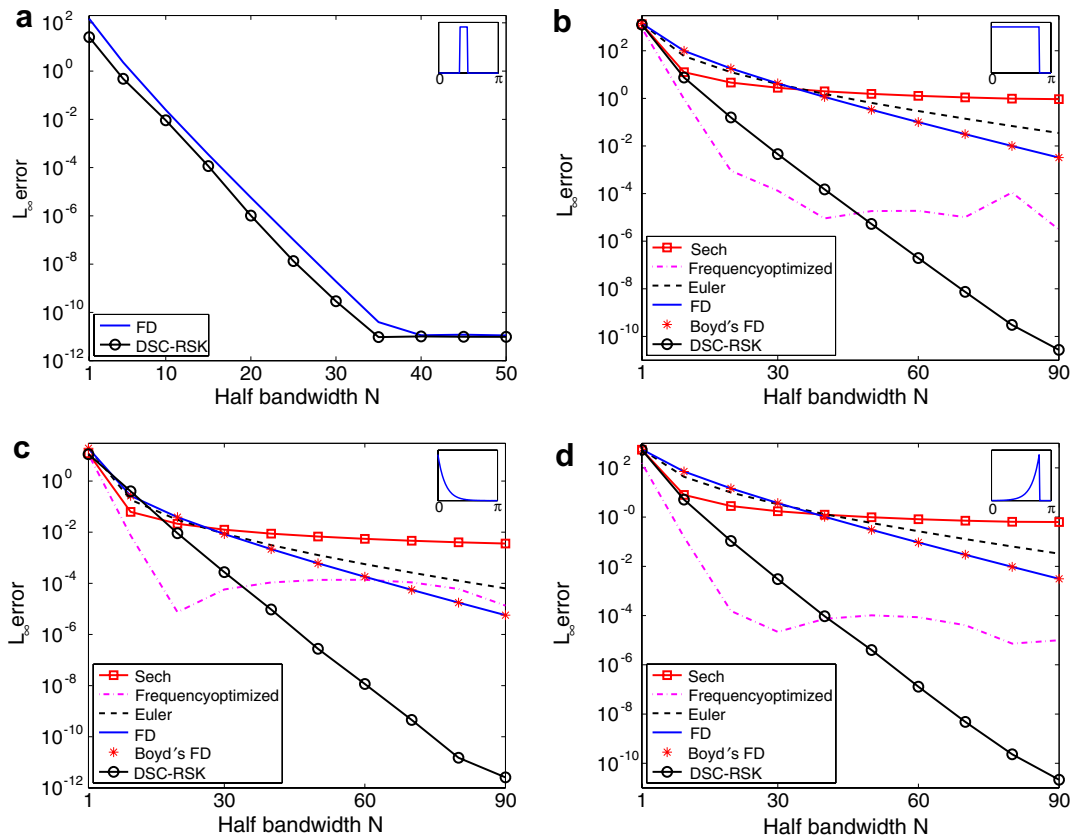 a
10^2
10^0
10^-2
10^-4
10^-6
10^-8
10^-10
10^-12
L∞ error
0 π
FD
DSC-RSK
1 10 20 30 40 50
Half bandwidth N
b
10^2
10^0
10^-2
10^-4
10^-6
10^-8
10^-10
L∞ error
0 π
Sech
Frequencyoptimized
Euler
FD
Boyd′s FD
DSC-RSK
1 30 60 90
Half bandwidth N
c
10^0
10^-2
10^-4
10^-6
10^-8
10^-10
10^-12
L∞ error
0 π
Sech
Frequencyoptimized
Euler
FD
Boyd′s FD
DSC-RSK
1 30 60 90
Half bandwidth N
d
10^2
10^-0
10^-2
10^-4
10^-6
10^-8
10^-10
L∞ error
0 π
Sech
Frequencyoptimized
Euler
FD
Boyd′s FD
DSC-RSK
1 30 60 90
Half bandwidth N